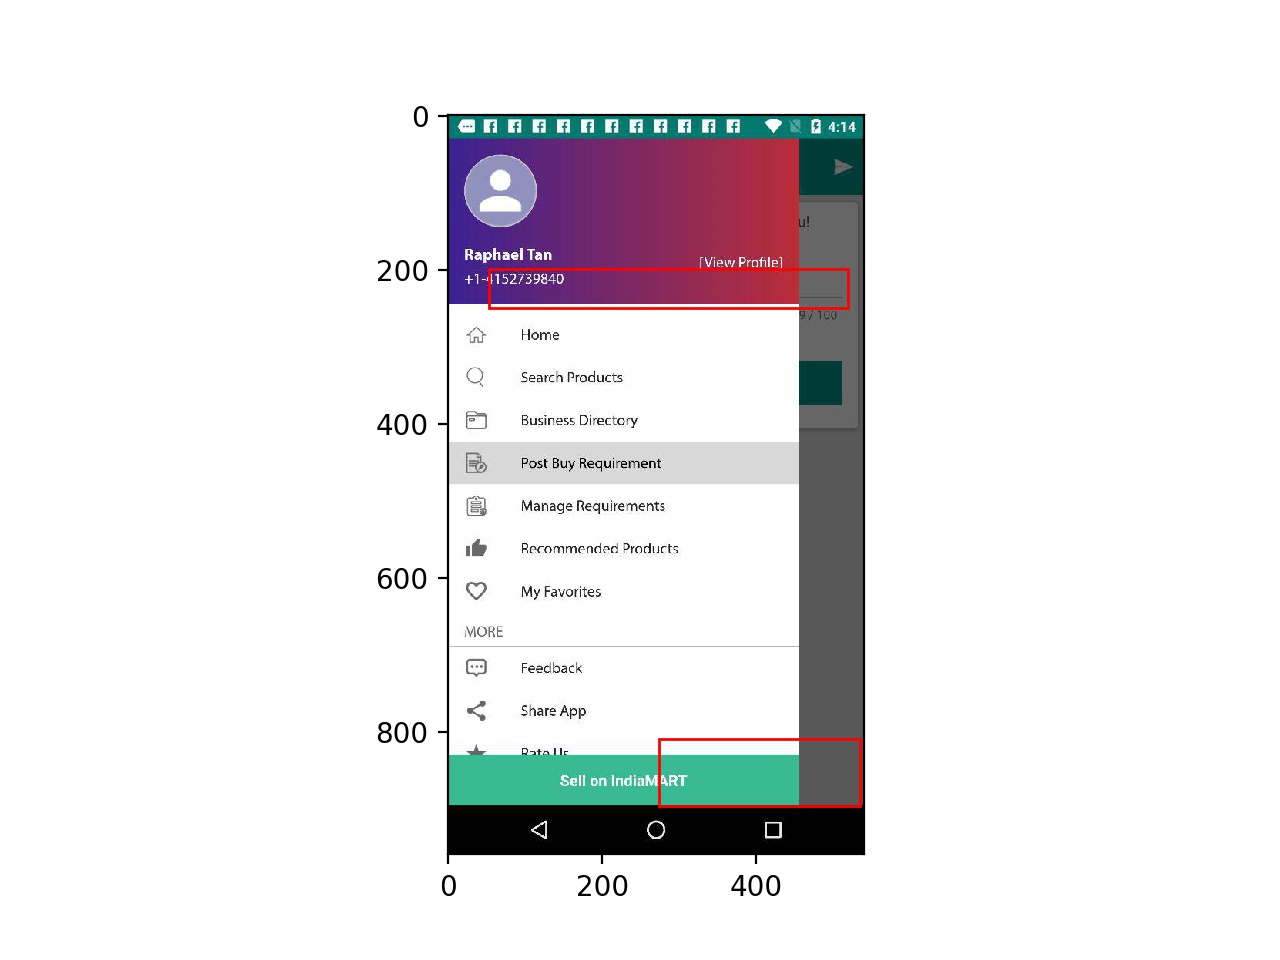 0
4:14
u!
Raphael Tan
[View Profile]
+1-4152739840
200
9 / 100
Home
Search Products
Business Directory
400
Post Buy Requirement
Manage Requirements
Recommended Products
600
My Favorites
MORE
Feedback
Share App
800
Rate Us
Sell on IndiaMART
0 200 400